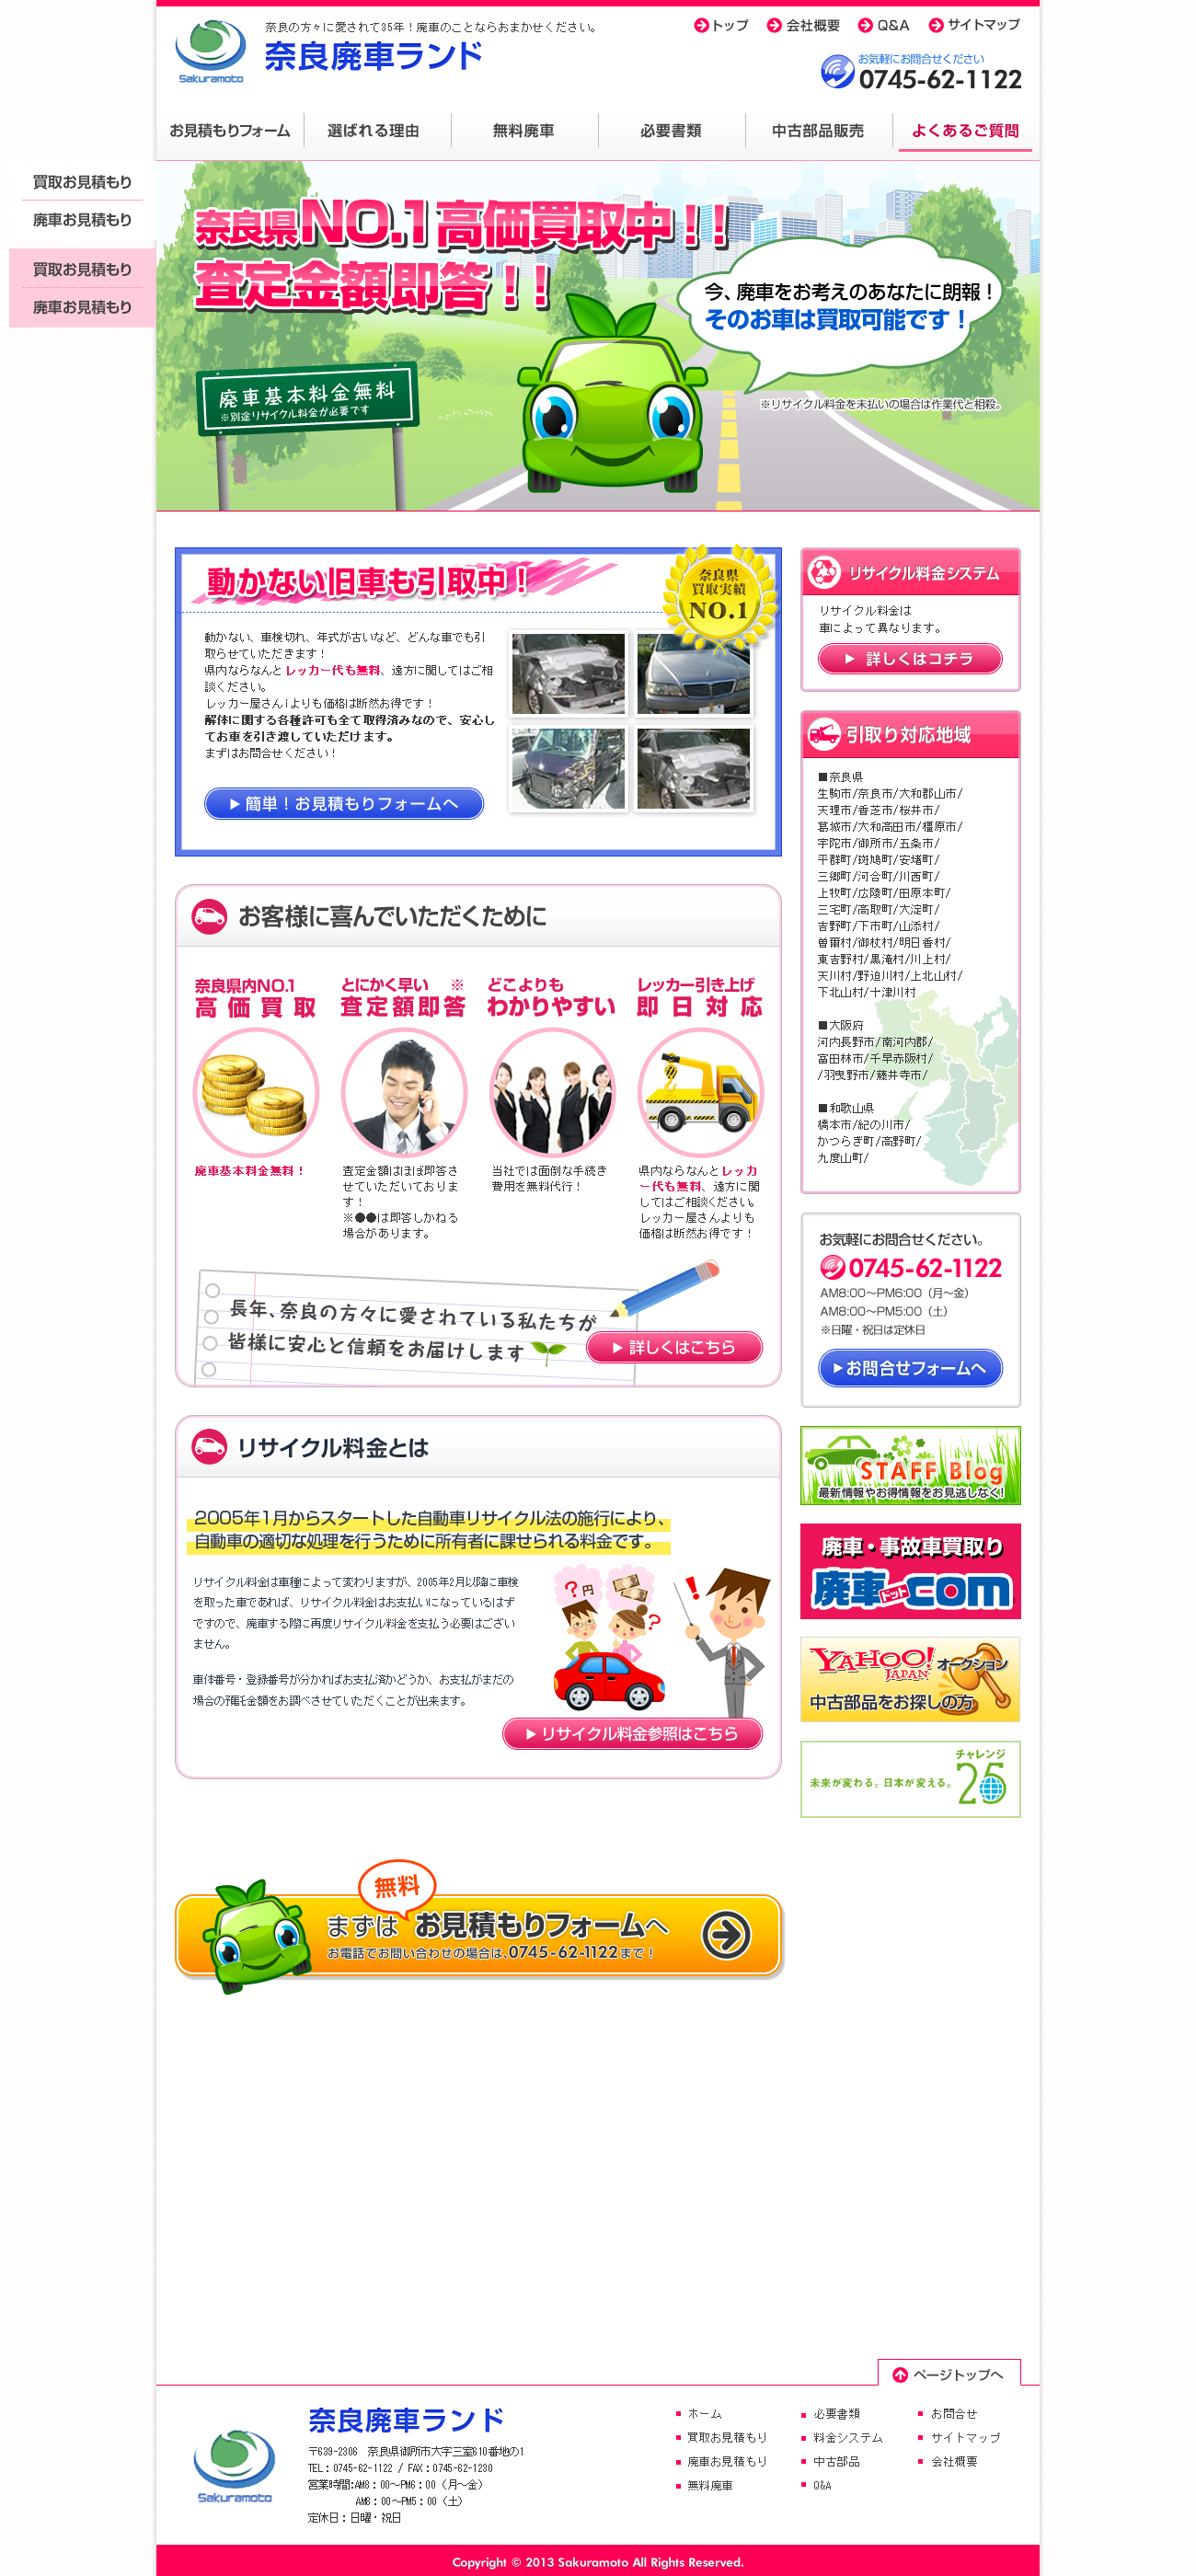 奈良の方々に愛されて35年！廃車のことならおまかせください。
奈良廃車ランド
Sakuramoto
トップ
会社概要
Q&A
サイトマップ
お気軽にお問合せください
0745-62-1122
お見積もりフォーム
選ばれる理由
無料廃車
必要書類
中古部品販売
よくあるご質問
買取お見積もり
廃車お見積もり
買取お見積もり
廃車お見積もり
奈良県NO.1高価買取中！！
査定金額即答！！
今、廃車をお考えのあなたに朗報！
そのお車は買取可能です！
※リサイクル料金を未払いの場合は作業代と相殺。
廃車基本料金無料
※別途リサイクル料金が必要です
動かない旧車も引取中！
奈良県
買取実績
NO.1
動かない、車検切れ、年式が古いなど、どんな車でも引
取らせていただきます！
県内ならなんとレッカー代も無料、遠方に関してはご相
談ください。
レッカー屋さんiよりも価格は断然お得です！
解体に関する各種許可も全て取得済みなので、安心し
てお車を引き渡していただけます。
まずはお問合せください！
簡単！お見積もりフォームへ
お客様に喜んでいただくために
奈良県内NO.1
高価買取
とにかく早い ※
査定額即答
どこよりも
わかりやすい
レッカー引き上げ
即日対応
廃車基本料金無料！
査定金額はほぼ即答さ
せていただいておりま
す！
※●●は即答しかねる
場合があります。
当社では面倒な手続き
費用を無料代行！
県内ならなんとレッカ
ー代も無料、遠方に関
してはご相談ください。
レッカー屋さんよりも
価格は断然お得です！
長年、奈良の方々に愛されている私たちが
皆様に安心と信頼をお届けします
詳しくはこちら
リサイクル料金とは
2005年1月からスタートした自動車リサイクル法の施行により、
自動車の適切な処理を行うために所有者に課せられる料金です。
リサイクル料金は車種によって変わりますが、2005年2月以降に車検
を取った車であれば、リサイクル料金はお支払いになっているはず
ですので、廃車する際に再度リサイクル料金を支払う必要はござい
ません。
車体番号・登録番号が分かればお支払済かどうか、お支払がまだの
場合の預託金額をお調べさせていただくことが出来ます。
?円
?
!
リサイクル料金参照はこちら
無料
まずは お見積もりフォームへ
お電話でお問い合わせの場合は、0745-62-1122まで！
リサイクル料金システム
リサイクル料金は
車によって異なります。
詳しくはコチラ
引取り対応地域
■奈良県
生駒市/奈良市/大和郡山市/
天理市/香芝市/桜井市/
葛城市/大和高田市/橿原市/
宇陀市/御所市/五条市/
平群町/斑鳩町/安堵町/
三郷町/河合町/川西町/
上牧町/広陵町/田原本町/
三宅町/高取町/大淀町/
吉野町/下市町/山添村/
曽爾村/御杖村/明日香村/
東吉野村/黒滝村/川上村/
天川村/野迫川村/上北山村/
下北山村/十津川村
■大阪府
河内長野市/南河内郡/
富田林市/千早赤阪村/
/羽曳野市/藤井寺市/
■和歌山県
橋本市/紀の川市/
かつらぎ町/高野町/
九度山町/
お気軽にお問合せください。
0745-62-1122
AM8:00〜PM6:00（月〜金）
AM8:00〜PM5:00（土）
※日曜・祝日は定休日
お問合せフォームへ
STAFF Blog
最新情報やお得情報をお見逃しなく！
廃車・事故車買取り
廃車ドットcom
YAHOO! JAPAN オークション
中古部品をお探しの方
チャレンジ
25
未来が変わる。日本が変える。
ページトップへ
Sakuramoto
奈良廃車ランド
〒639-2306 奈良県御所市大字三室610番地の1
TEL：0745-62-1122 / FAX：0745-62-1230
営業時間:AM8：00〜PM6：00（月〜金）
AM8：00〜PM5：00（土）
定休日：日曜・祝日
ホーム
買取お見積もり
廃車お見積もり
無料廃車
必要書類
料金システム
中古部品
Q&A
お問合せ
サイトマップ
会社概要
Copyright © 2013 Sakuramoto All Rights Reserved.